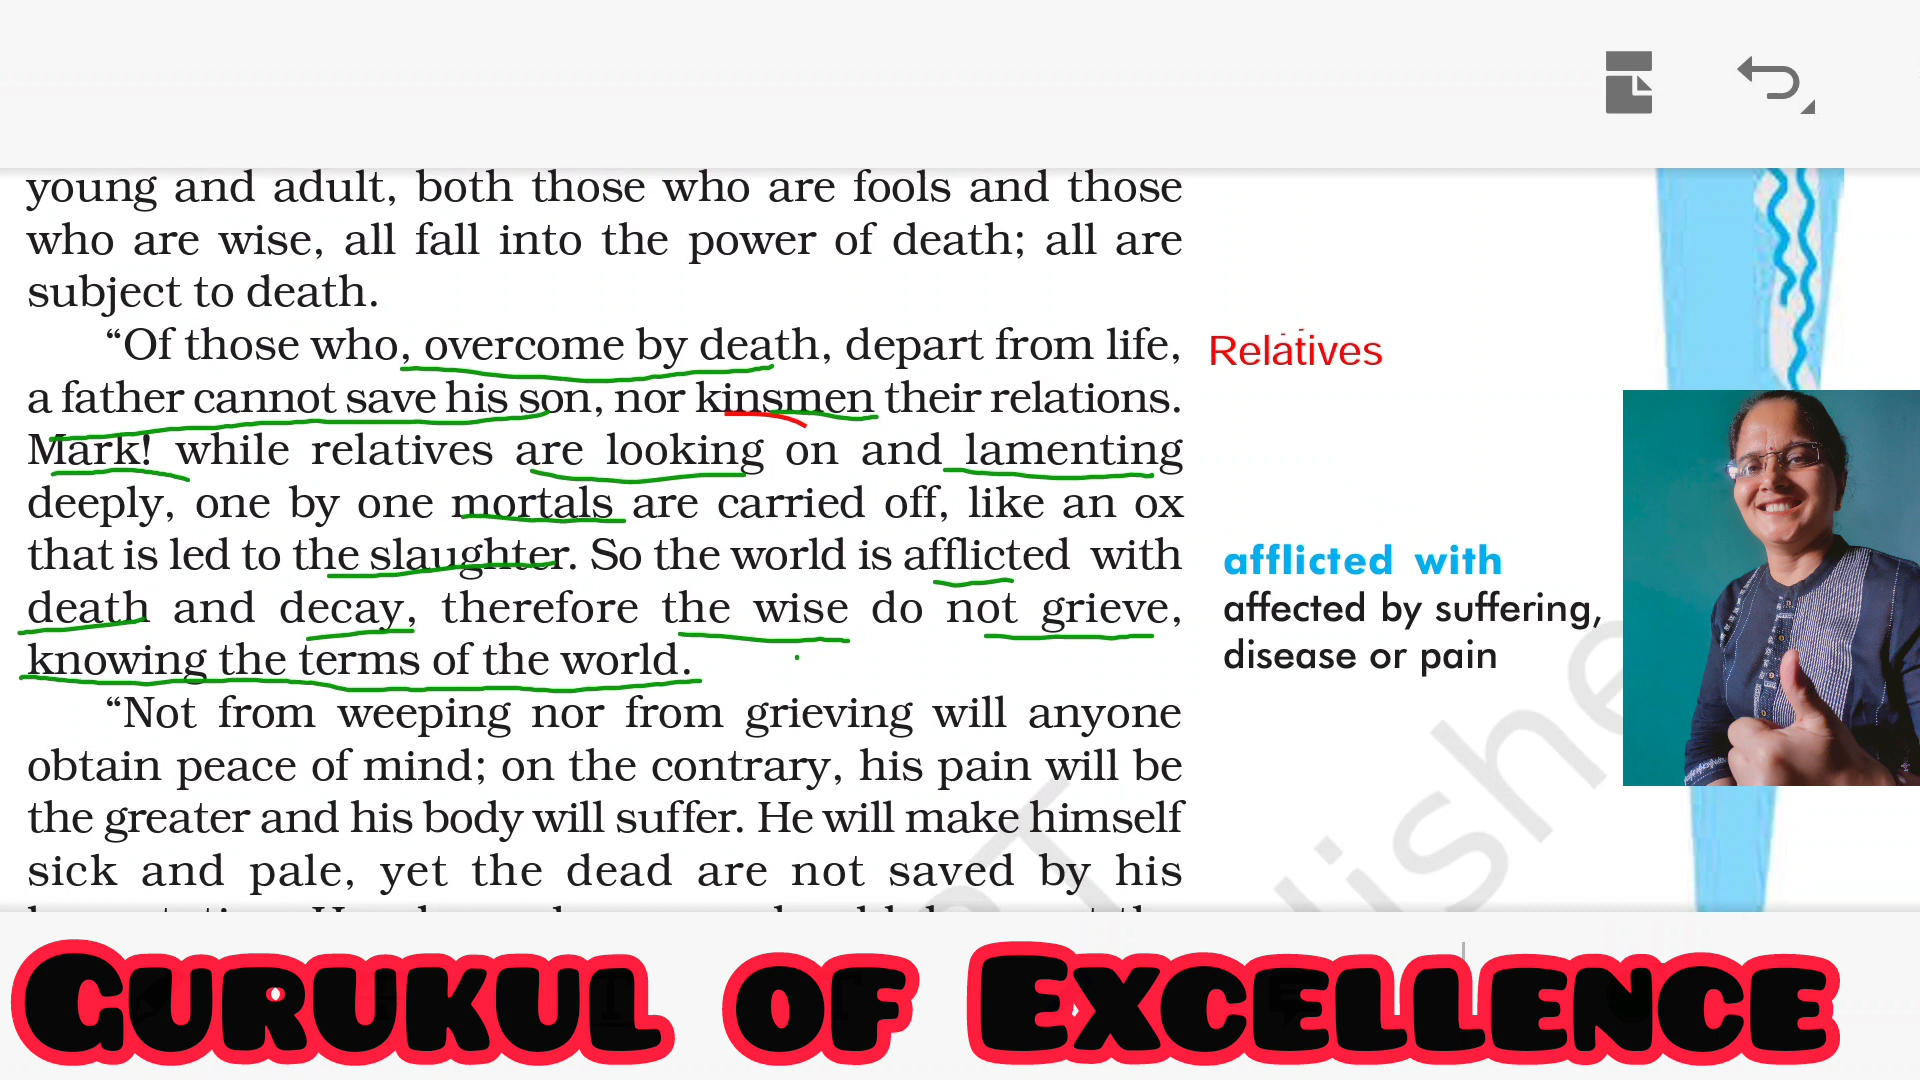 young and adult, both those who are fools and those
who are wise, all fall into the power of death; all are
subject to death.
“Of those who, overcome by death, depart from life,
a father cannot save his son, nor kinsmen their relations.
Mark! while relatives are looking on and lamenting
deeply, one by one mortals are carried off, like an ox
that is led to the slaughter. So the world is afflicted with
death and decay, therefore the wise do not grieve,
knowing the terms of the world.
“Not from weeping nor from grieving will anyone
obtain peace of mind; on the contrary, his pain will be
the greater and his body will suffer. He will make himself
sick and pale, yet the dead are not saved by his
Relatives
afflicted with
affected by suffering,
disease or pain
Gurukul of Excellence